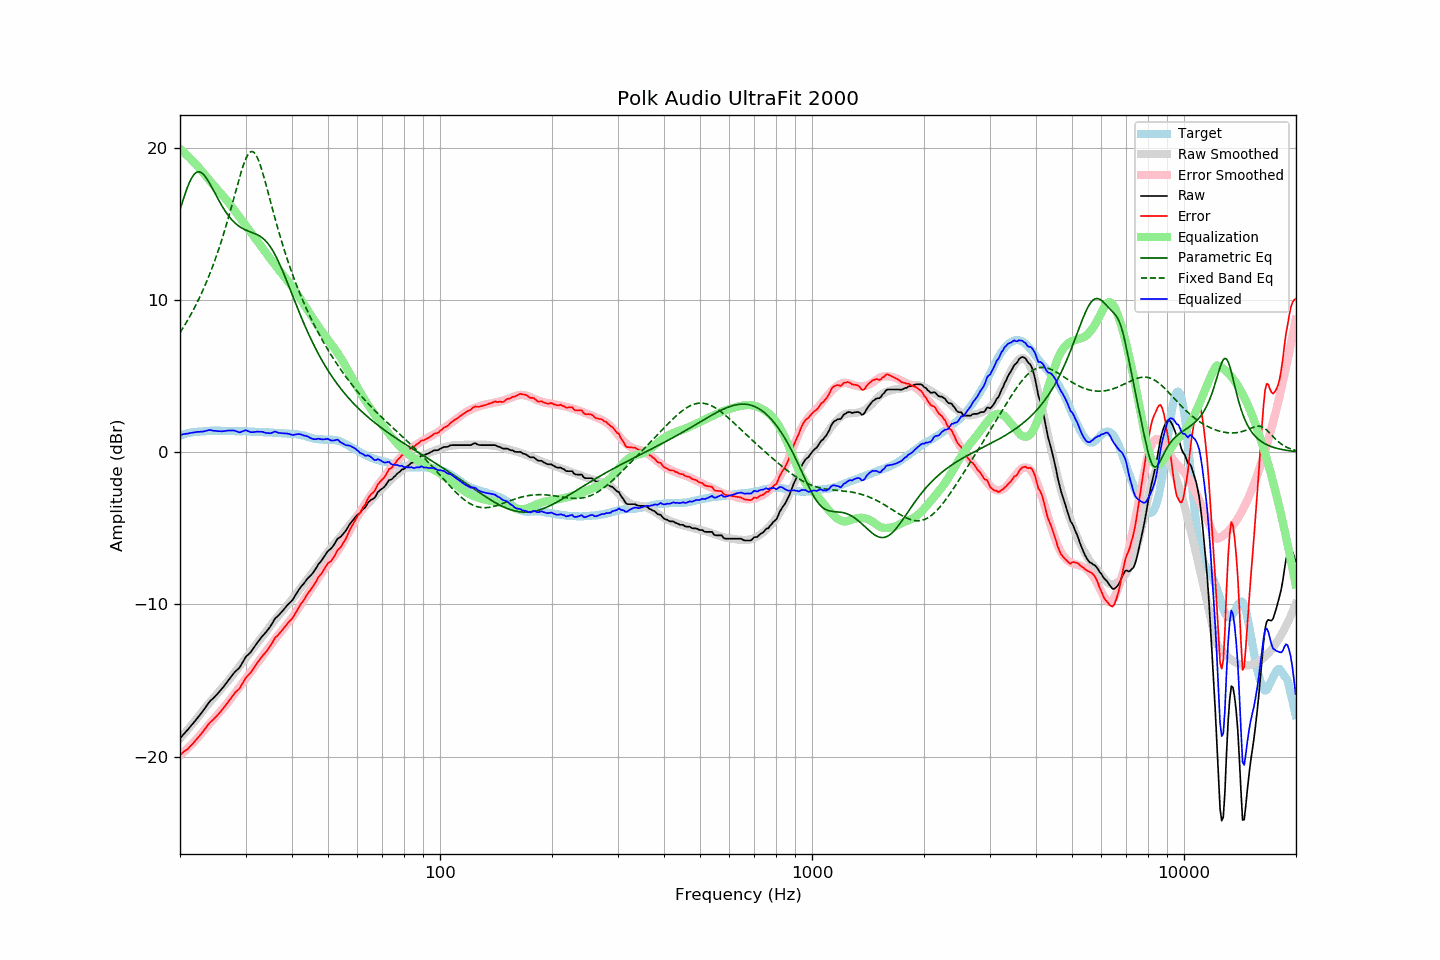 Polk Audio UltraFit 2000
Target
Raw Smoothed
Error Smoothed
Raw
Error
Equalization
Parametric Eq
Fixed Band Eq
Equalized
20
10
0
−10
−20
Amplitude (dBr)
100
1000
10000
Frequency (Hz)